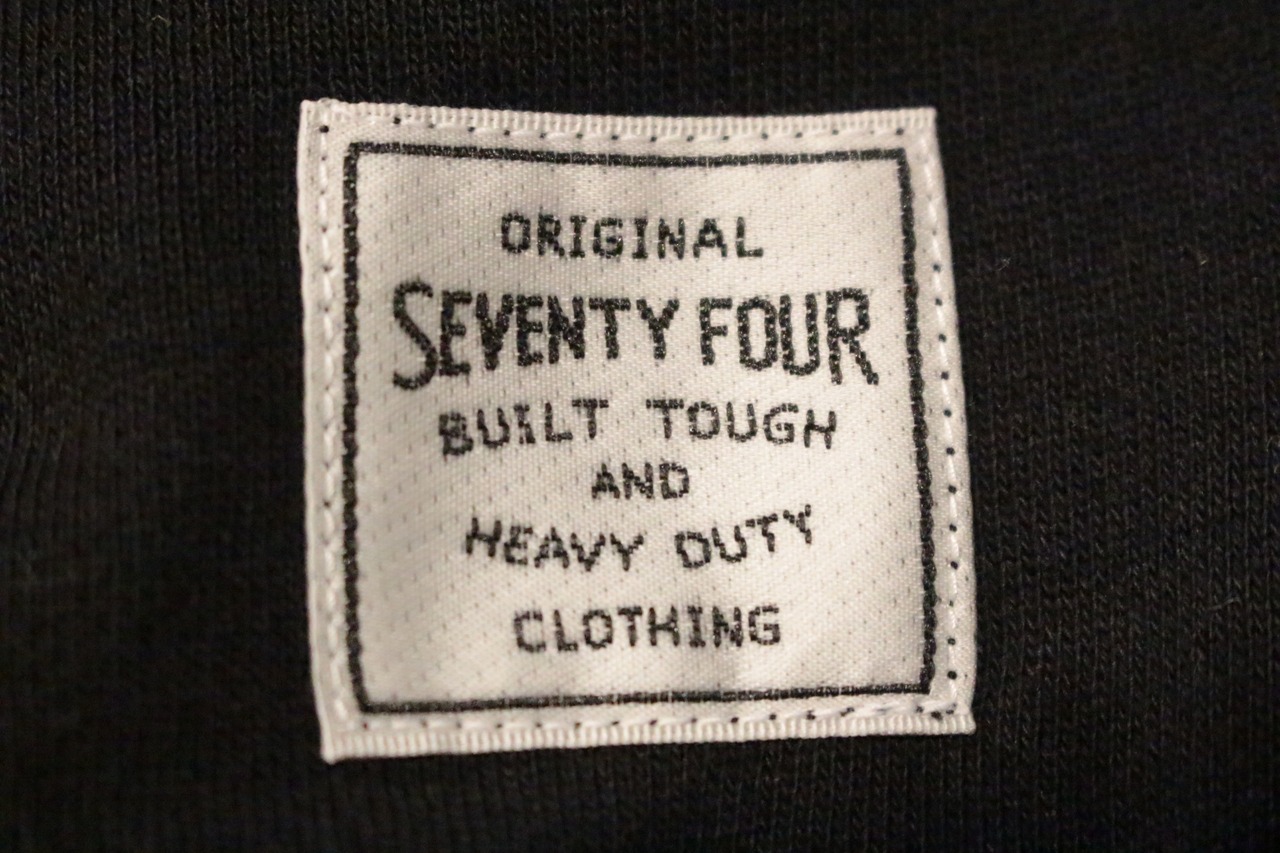 ORIGINAL
SEVENTY FOUR
BUILT TOUGH
AND
HEAVY DUTY
CLOTHING